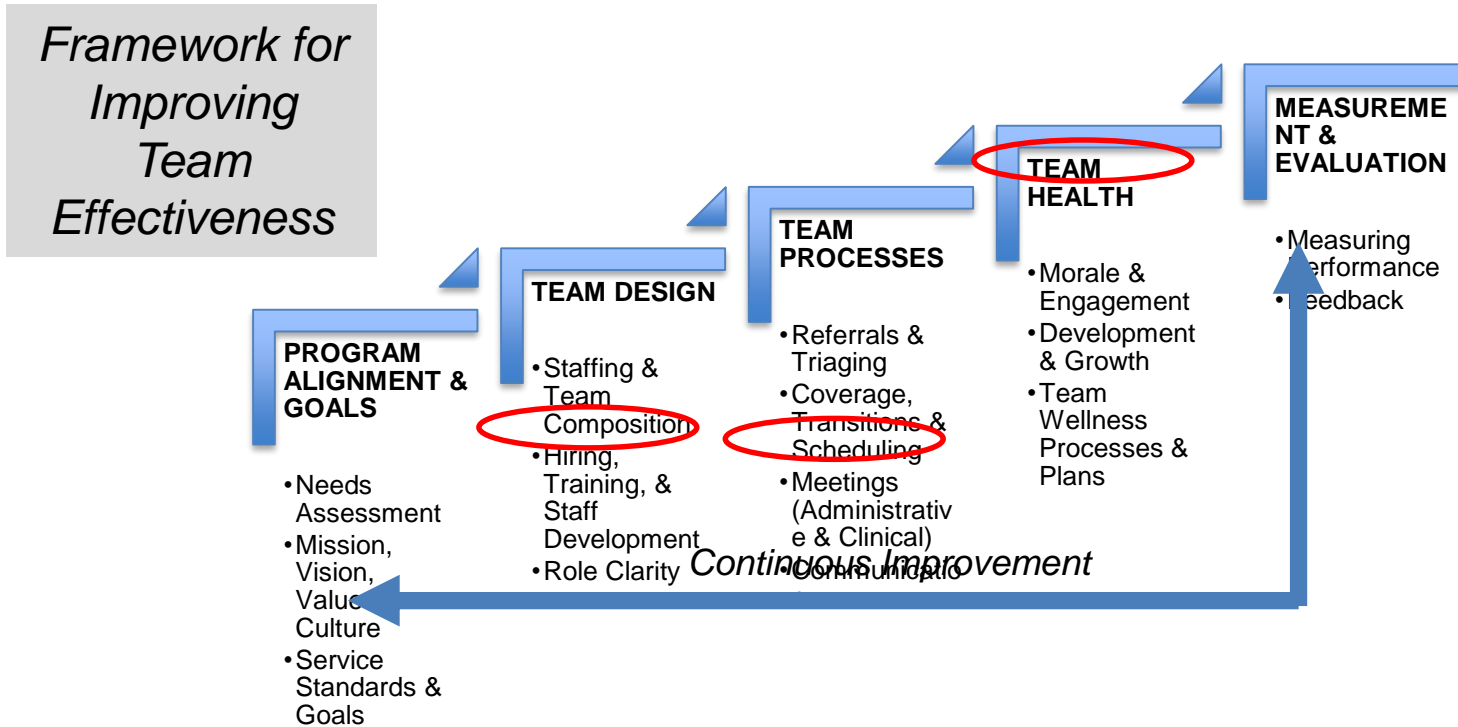 Framework for
Improving
Team
Effectiveness
PROGRAM
ALIGNMENT &
GOALS
•Needs
Assessment
•Mission,
Vision,
Value
Culture
•Service
Standards &
Goals
TEAM DESIGN
•Staffing &
Team
Composition
•Hiring,
Training, &
Staff
Development
•Role Clarity
TEAM
PROCESSES
•Referrals &
Triaging
•Coverage,
Transitions &
Scheduling
•Meetings
(Administrativ
e & Clinical)
•Communicatio
TEAM
HEALTH
•Morale &
Engagement
•Development
& Growth
•Team
Wellness
Processes &
Plans
MEASUREME
NT &
EVALUATION
•Measuring
Performance
•Feedback
Continuous Improvement